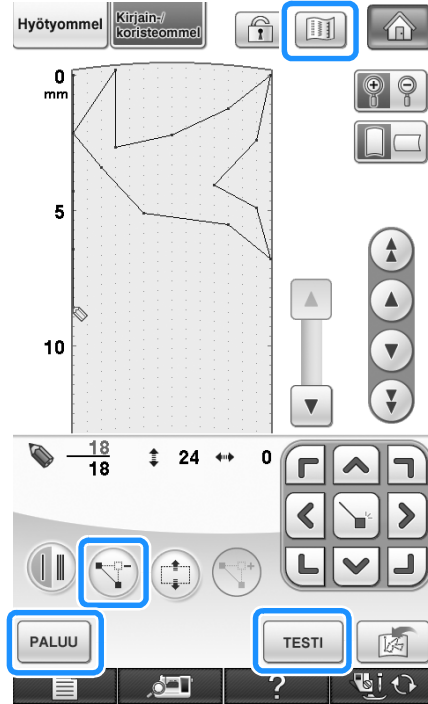 Hyötyommel
Kirjain-/
koristeommel
0
mm
5
10
18
18
24
0
PALUU
TESTI
?